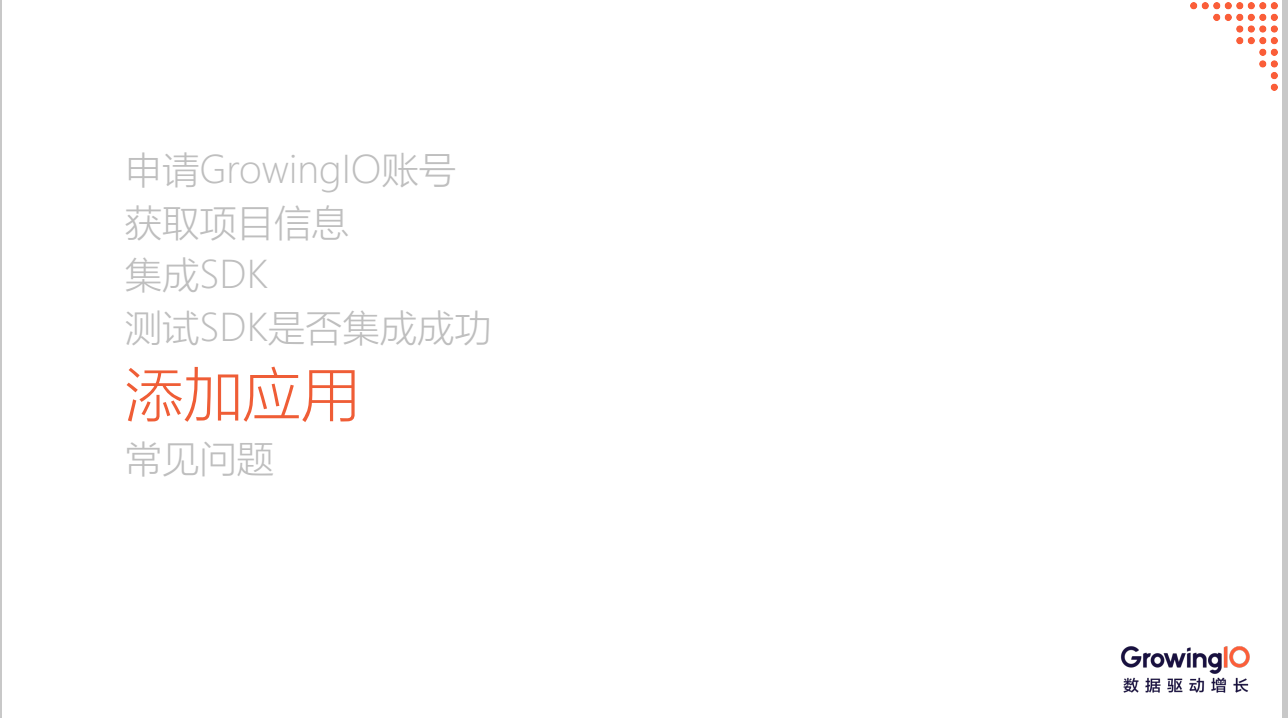 申请GrowingIO账号
获取项目信息
集成SDK
测试SDK是否集成成功
添加应用
常见问题
GrowingIO
数据驱动增长